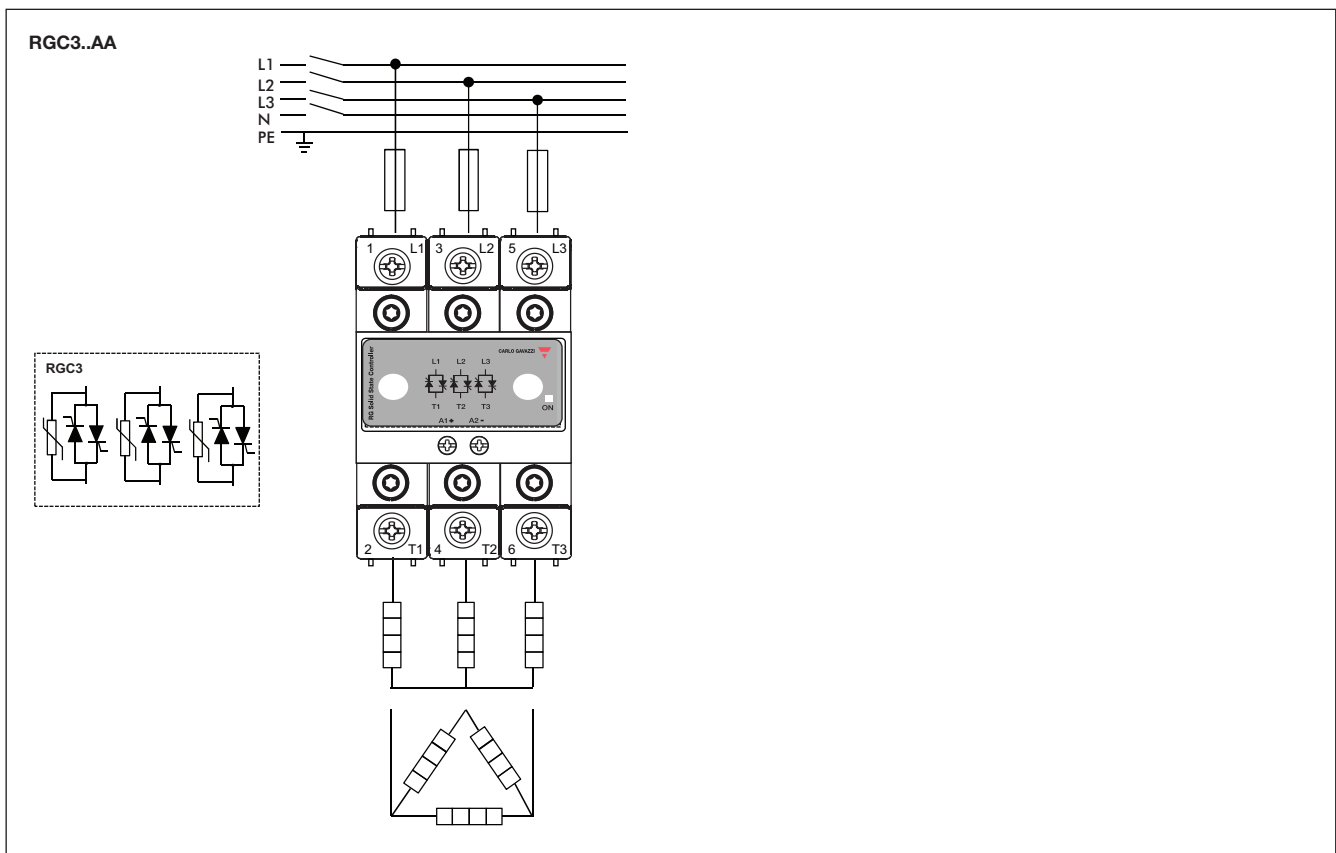 RGC3..AA
L1
L2
L3
N
PE
1 L1 3 L2 5 L3
RG Solid State Controller
CARLO GAVAZZI
L1 L2 L3
T1 T2 T3
ON
A1+ A2-
RGC3
2 T1 4 T2 6 T3